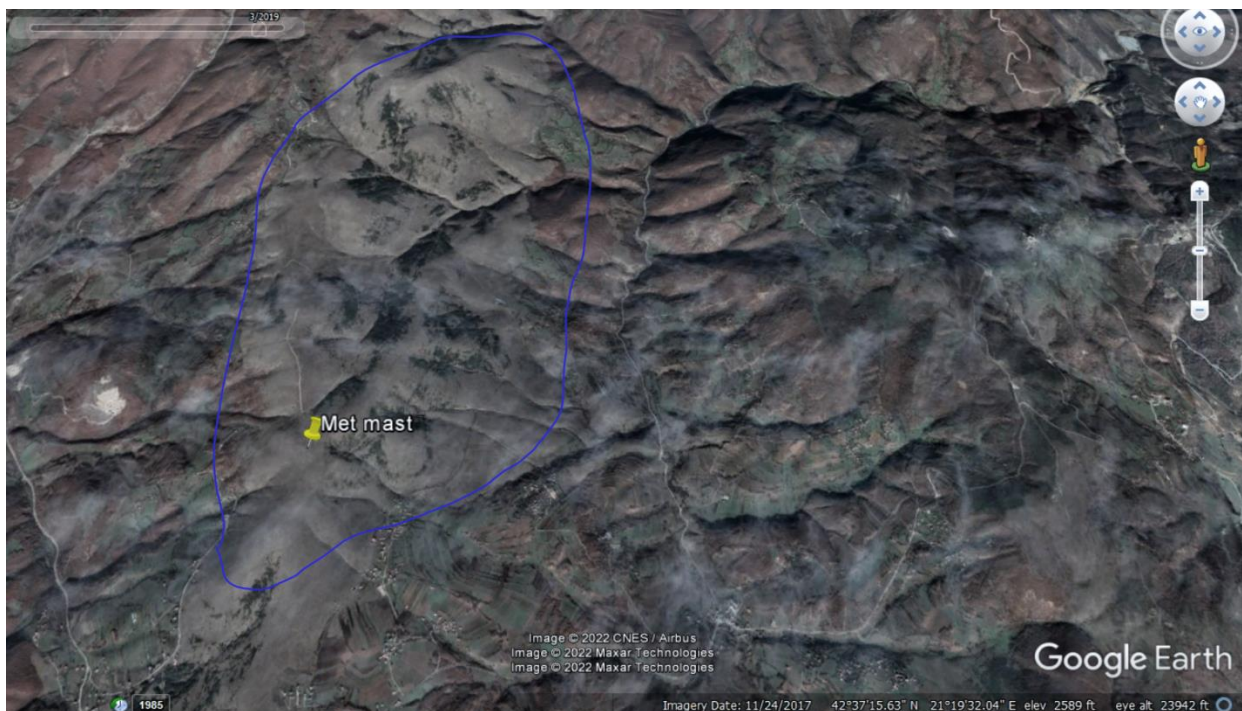 3/2019
Met mast
Image © 2022 CNES / Airbus
Image © 2022 Maxar Technologies
Image © 2022 Maxar Technologies
Google Earth
1985
Imagery Date: 11/24/2017 42°37'15.63" N 21°19'32.04" E elev 2589 ft eye alt 23942 ft